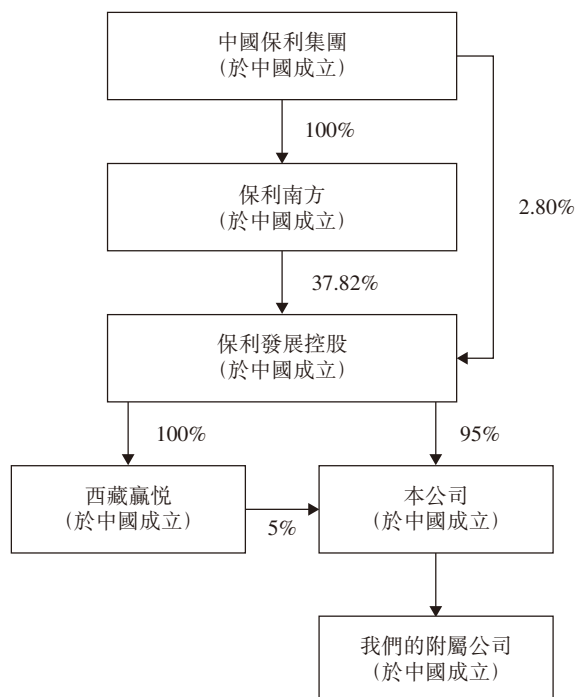 中國保利集團
(於中國成立)
100%
保利南方
(於中國成立)
2.80%
37.82%
保利發展控股
(於中國成立)
100%
95%
西藏贏悦
(於中國成立)
5%
本公司
(於中國成立)
我們的附屬公司
(於中國成立)